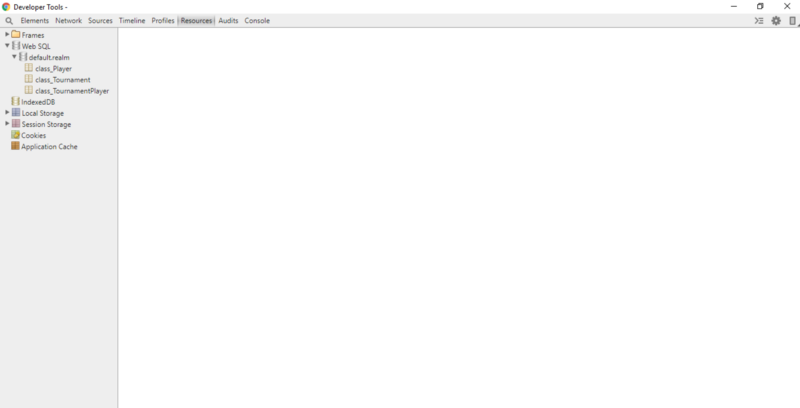 Developer Tools -
Elements Network Sources Timeline Profiles Resources Audits Console
Frames
Web SQL
default.realm
class_Player
class_Tournament
class_TournamentPlayer
IndexedDB
Local Storage
Session Storage
Cookies
Application Cache